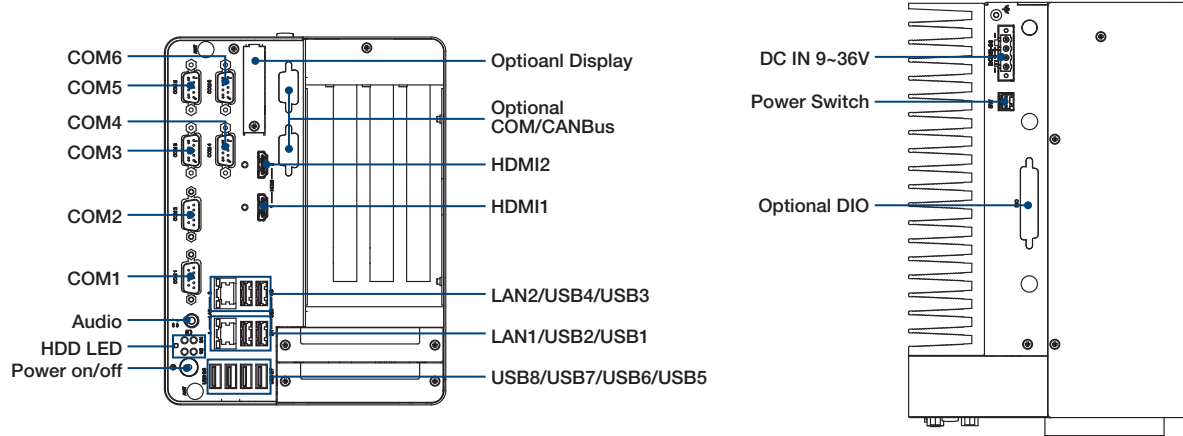 COM6
COM5
COM4
COM3
COM2
COM1
Audio
HDD LED
Power on/off
Optioanl Display
Optional
COM/CANBus
HDMI2
HDMI1
LAN2/USB4/USB3
LAN1/USB2/USB1
USB8/USB7/USB6/USB5
DC IN 9~36V
Power Switch
Optional DIO